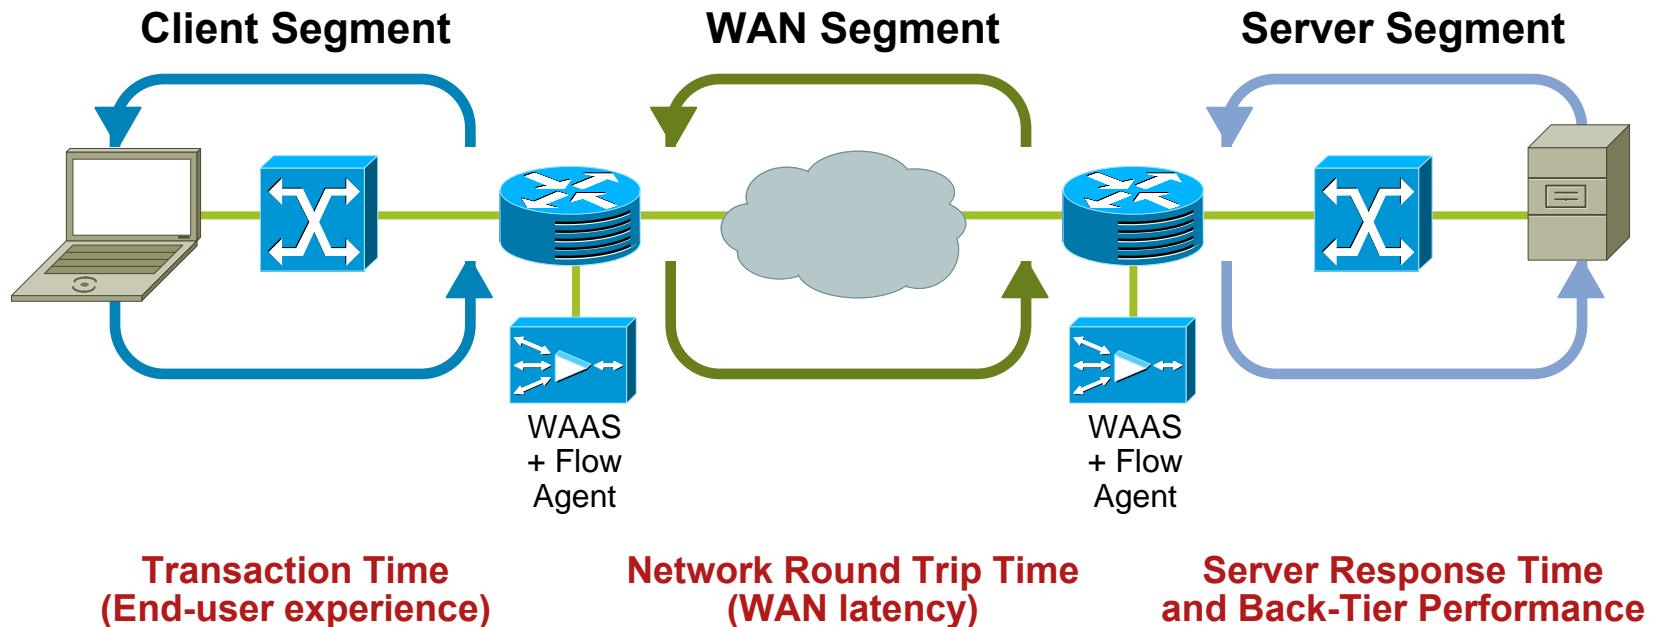 Client Segment
WAN Segment
Server Segment
WAAS
+ Flow
Agent
WAAS
+ Flow
Agent
Transaction Time
(End-user experience)
Network Round Trip Time
(WAN latency)
Server Response Time
and Back-Tier Performance